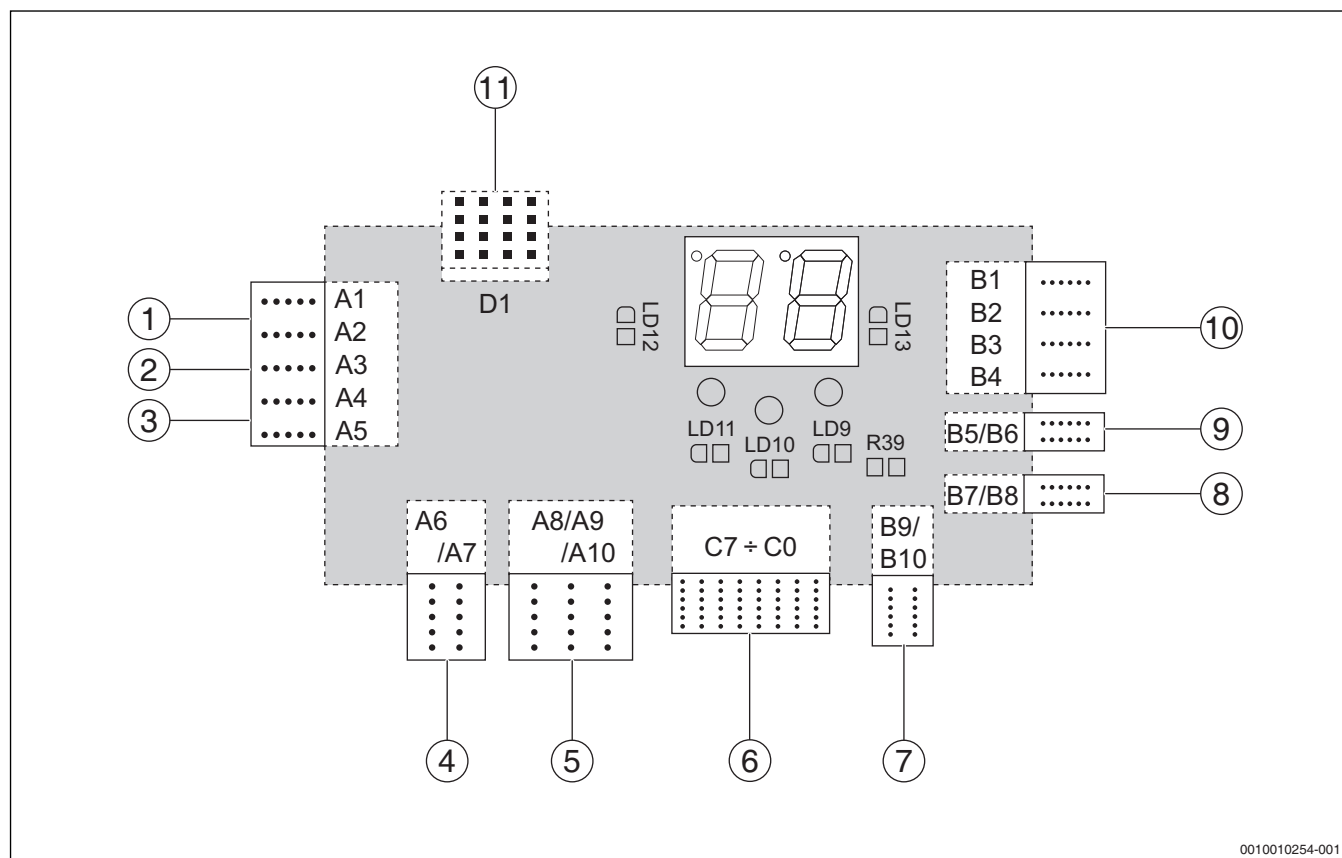 11
D1
LD12
LD13
1
2
3
A1
A2
A3
A4
A5
B1
B2
B3
B4
10
LD11
LD10
LD9
R39
B5/B6
9
B7/B8
8
A6
/A7
A8/A9
/A10
C7 ÷ C0
B9/
B10
4
5
6
7
0010010254-001